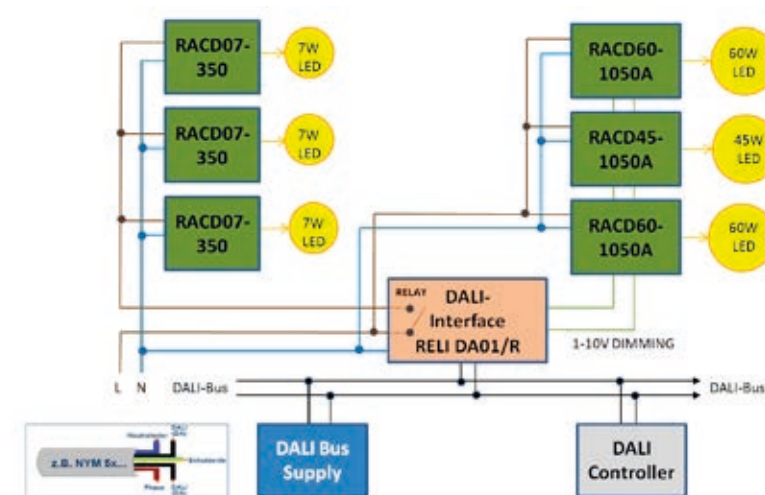 RACD07-
350
7W
LED
RACD07-
350
7W
LED
RACD07-
350
7W
LED
RACD60-
1050A
60W
LED
RACD45-
1050A
45W
LED
RACD60-
1050A
60W
LED
RELAY
DALI-
Interface
RELI DA01/R
1-10V DIMMING
L N DALI-Bus
DALI-Bus
z.B. NYM 5x...
Phase
DALI Bus
Supply
DALI
Controller